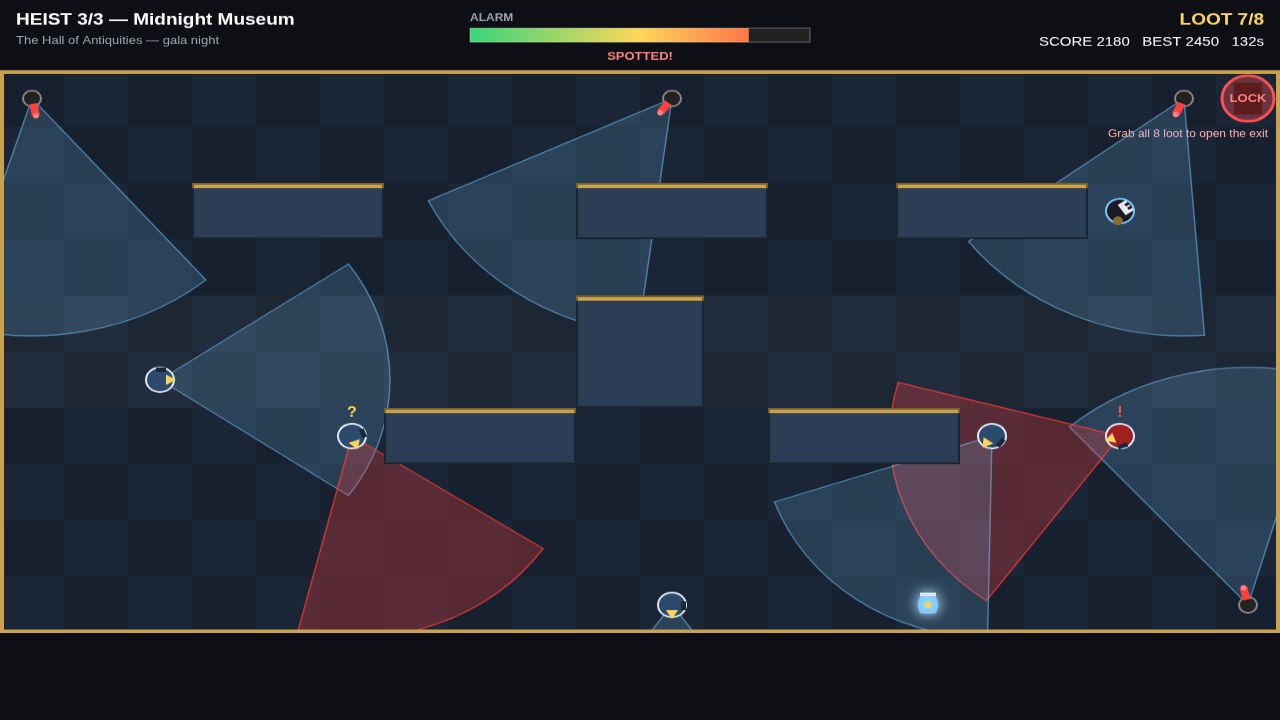 HEIST 3/3 — Midnight Museum
The Hall of Antiquities — gala night
ALARM
SPOTTED!
LOOT 7/8
SCORE 2180 BEST 2450 132s
LOCK
Grab all 8 loot to open the exit
?
!